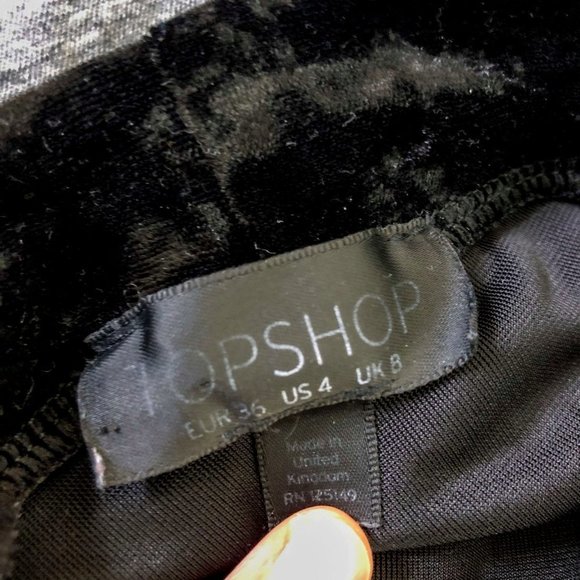 TOPSHOP
EUR 36 US 4 UK 8
Made in
United
Kingdom
RN 125149